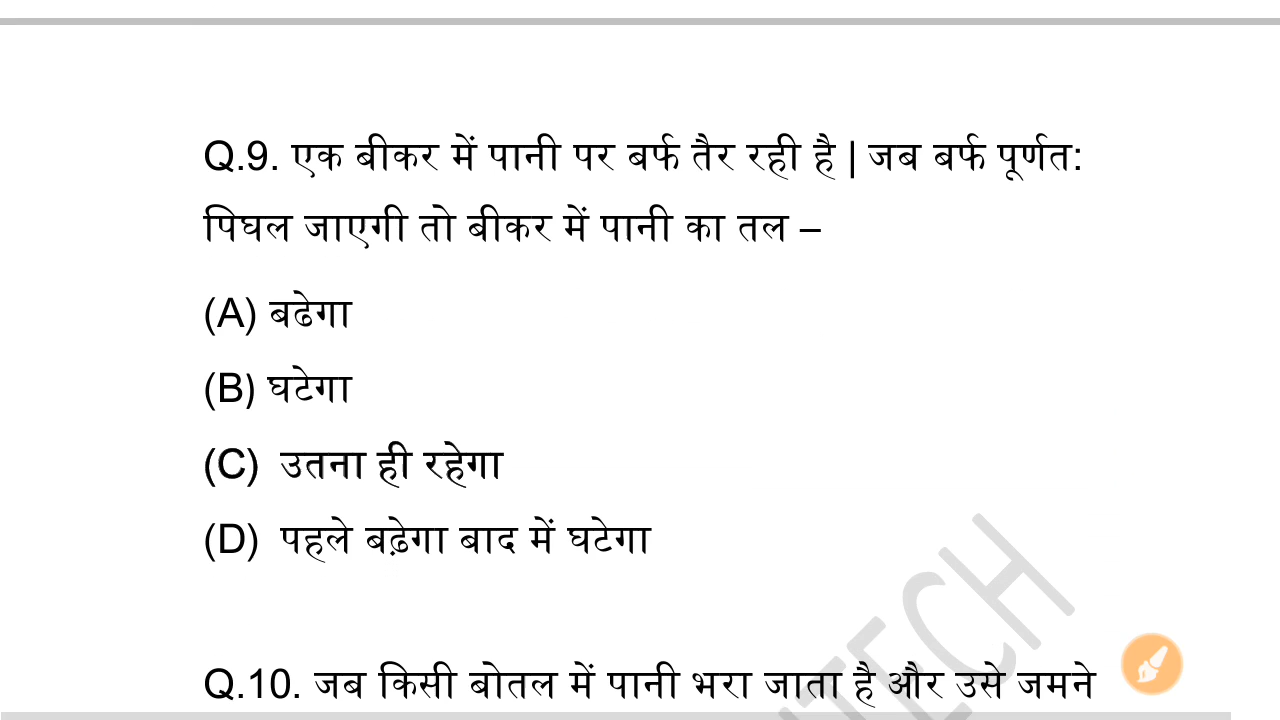 Q.9. एक बीकर में पानी पर बर्फ तैर रही है | जब बर्फ पूर्णत:
पिघल जाएगी तो बीकर में पानी का तल –
(A) बढेगा
(B) घटेगा
(C) उतना ही रहेगा
(D) पहले बढ़ेगा बाद में घटेगा
Q.10. जब किसी बोतल में पानी भरा जाता है और उसे जमने